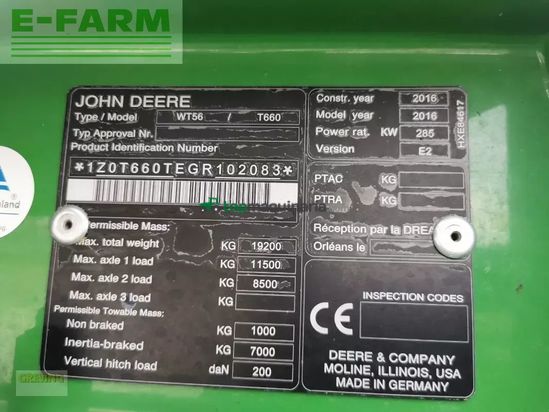 E-FARM
JOHN DEERE
Type / Model WT56 / T660
Typ Approval Nr.
Product Identification Number
*1Z0T660TEGR102083*
Permissible Mass:
Max. total weight KG 19200
Max. axle 1 load KG 11500
Max. axle 2 load KG 8500
Max. axle 3 load KG
Permissible Towable Mass:
Non braked KG 1000
Inertia-braked KG 7000
Vertical hitch load daN 200
Constr. year 2016
Model year 2016
Power rat. KW 285
Version E2
HXE84617
PTAC KG
PTRA KG
Réception par la DREA
Orléans le
CE
INSPECTION CODES
DEERE & COMPANY
MOLINE, ILLINOIS, USA
MADE IN GERMANY
GREVING